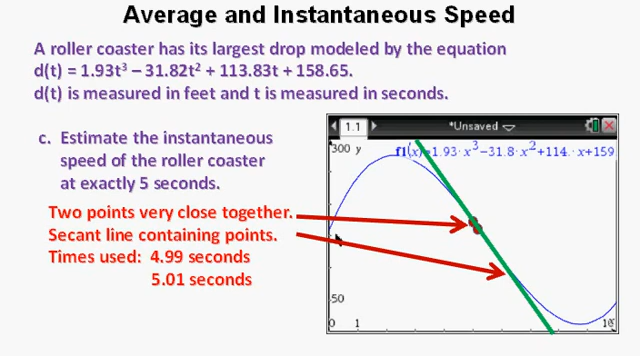 Average and Instantaneous Speed
A roller coaster has its largest drop modeled by the equation
d(t) = 1.93t³ – 31.82t² + 113.83t + 158.65.
d(t) is measured in feet and t is measured in seconds.
c. Estimate the instantaneous
speed of the roller coaster
at exactly 5 seconds.
Two points very close together.
Secant line containing points.
Times used: 4.99 seconds
5.01 seconds
1.1
*Unsaved
300 y
f1(x)=1.93· x³−31.8· x²+114.· x+159
50
0 1